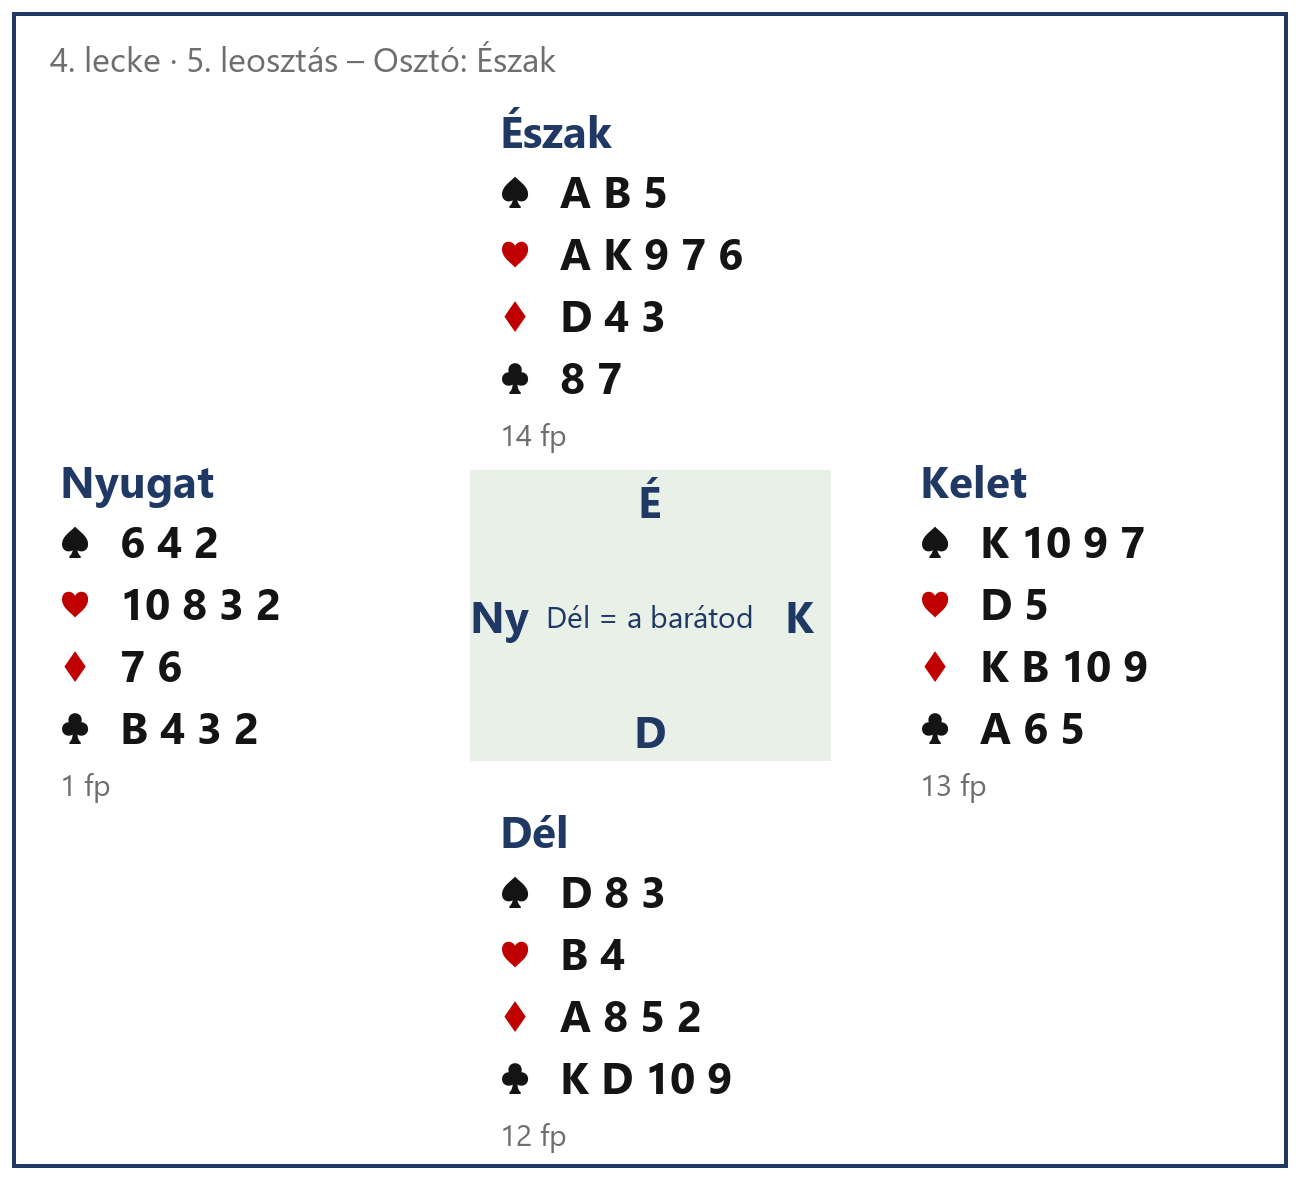 4. lecke · 5. leosztás – Osztó: Észak
Észak
♠ A B 5
♥ A K 9 7 6
♦ D 4 3
♣ 8 7
14 fp
Nyugat
♠ 6 4 2
♥ 10 8 3 2
♦ 7 6
♣ B 4 3 2
1 fp
É
Ny Dél = a barátod K
D
Kelet
♠ K 10 9 7
♥ D 5
♦ K B 10 9
♣ A 6 5
13 fp
Dél
♠ D 8 3
♥ B 4
♦ A 8 5 2
♣ K D 10 9
12 fp